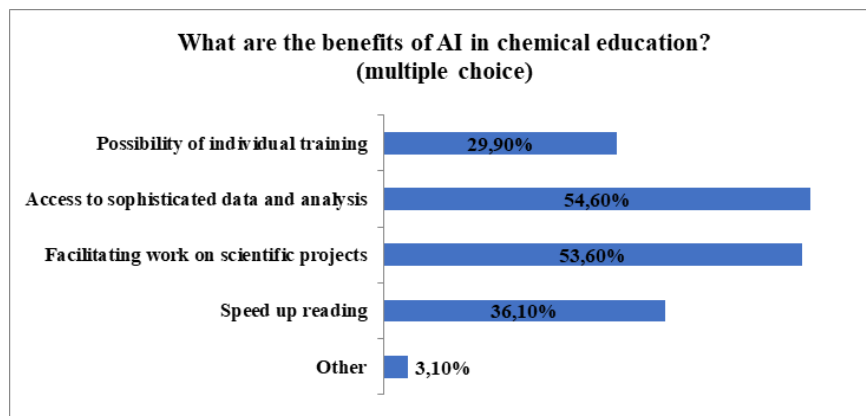 What are the benefits of AI in chemical education?
(multiple choice)
Possibility of individual training
29,90%
Access to sophisticated data and analysis
54,60%
Facilitating work on scientific projects
53,60%
Speed up reading
36,10%
Other
3,10%